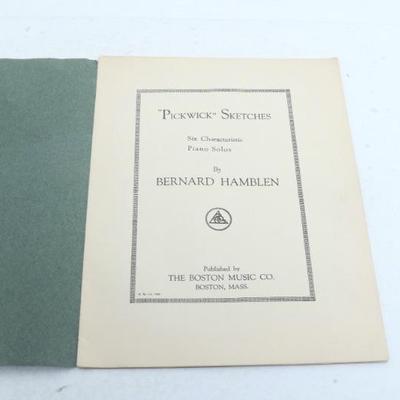 "PICKWICK" SKETCHES
Six Characteristic
Piano Solos
By
BERNARD HAMBLEN
Published by
THE BOSTON MUSIC CO.
BOSTON, MASS.